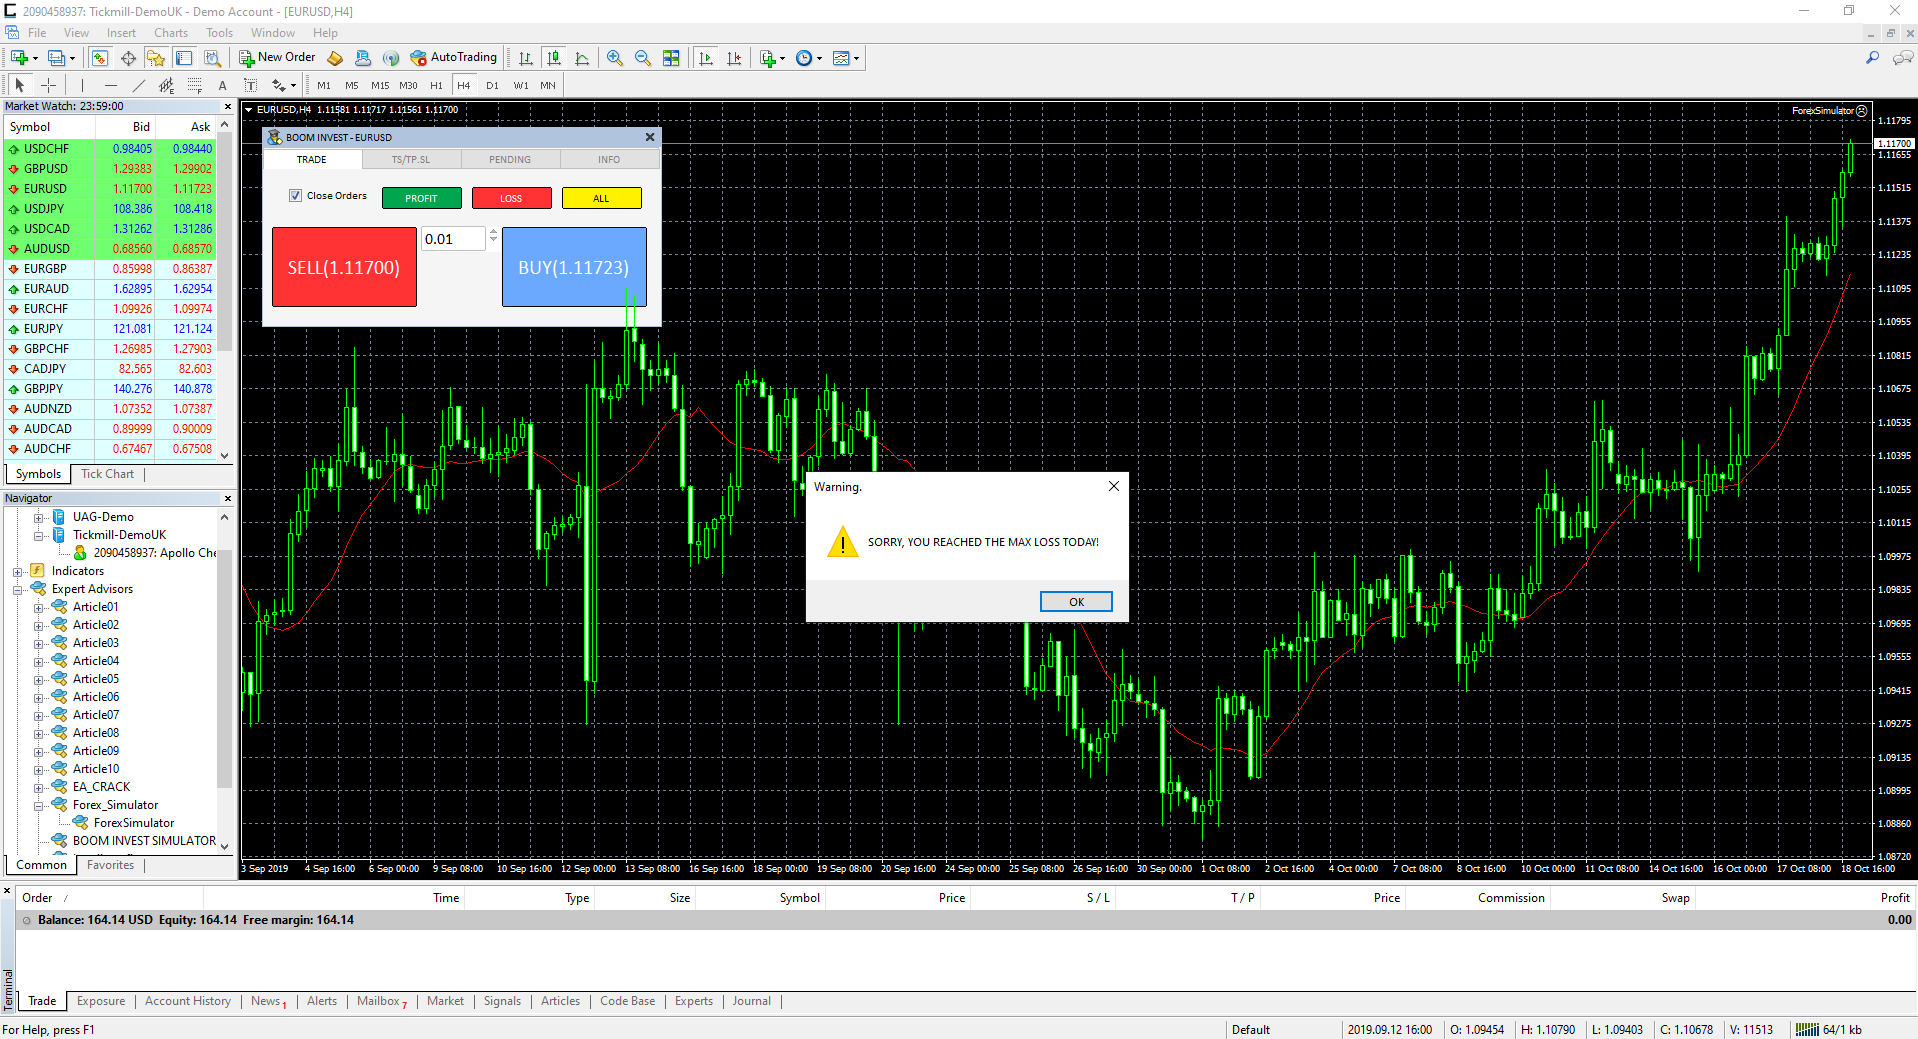 2090458937: Tickmill-DemoUK - Demo Account - [EURUSD,H4]
File View Insert Charts Tools Window Help
New Order AutoTrading
A T M1 M5 M15 M30 H1 H4 D1 W1 MN
Market Watch: 23:59:00
Symbol Bid Ask
USDCHF 0.98405 0.98440
GBPUSD 1.29383 1.29902
EURUSD 1.11700 1.11723
USDJPY 108.386 108.418
USDCAD 1.31262 1.31286
AUDUSD 0.68560 0.68570
EURGBP 0.85998 0.86387
EURAUD 1.62895 1.62954
EURCHF 1.09926 1.09974
EURJPY 121.081 121.124
GBPCHF 1.26985 1.27903
CADJPY 82.565 82.603
GBPJPY 140.276 140.878
AUDNZD 1.07352 1.07387
AUDCAD 0.89999 0.90009
AUDCHF 0.67467 0.67508
Symbols Tick Chart
Navigator
UAG-Demo
Tickmill-DemoUK
2090458937: Apollo Che
Indicators
Expert Advisors
Article01
Article02
Article03
Article04
Article05
Article06
Article07
Article08
Article09
Article10
EA_CRACK
Forex_Simulator
ForexSimulator
BOOM INVEST SIMULATOR
Common Favorites
EURUSD,H4 1.11581 1.11717 1.11561 1.11700
ForexSimulator
BOOM INVEST - EURUSD
TRADE TS/TP.SL PENDING INFO
Close Orders PROFIT LOSS ALL
SELL(1.11700) 0.01 BUY(1.11723)
Warning.
SORRY, YOU REACHED THE MAX LOSS TODAY!
OK
1.11795
1.11700
1.11655
1.11515
1.11375
1.11235
1.11095
1.10955
1.10815
1.10675
1.10535
1.10395
1.10255
1.10115
1.09975
1.09835
1.09695
1.09555
1.09415
1.09275
1.09135
1.08995
1.08860
1.08720
3 Sep 2019 4 Sep 16:00 6 Sep 00:00 9 Sep 08:00 10 Sep 16:00 12 Sep 00:00 13 Sep 08:00 16 Sep 16:00 18 Sep 00:00 19 Sep 08:00 20 Sep 16:00 24 Sep 00:00 25 Sep 08:00 26 Sep 16:00 30 Sep 00:00 1 Oct 08:00 2 Oct 16:00 4 Oct 00:00 7 Oct 08:00 8 Oct 16:00 10 Oct 00:00 11 Oct 08:00 14 Oct 16:00 16 Oct 00:00 17 Oct 08:00 18 Oct 16:00
Order / Time Type Size Symbol Price S / L T / P Price Commission Swap Profit
Balance: 164.14 USD Equity: 164.14 Free margin: 164.14 0.00
Terminal
Trade Exposure Account History News 1 Alerts Mailbox 7 Market Signals Articles Code Base Experts Journal
For Help, press F1 Default 2019.09.12 16:00 O: 1.09454 H: 1.10790 L: 1.09403 C: 1.10678 V: 11513 64/1 kb